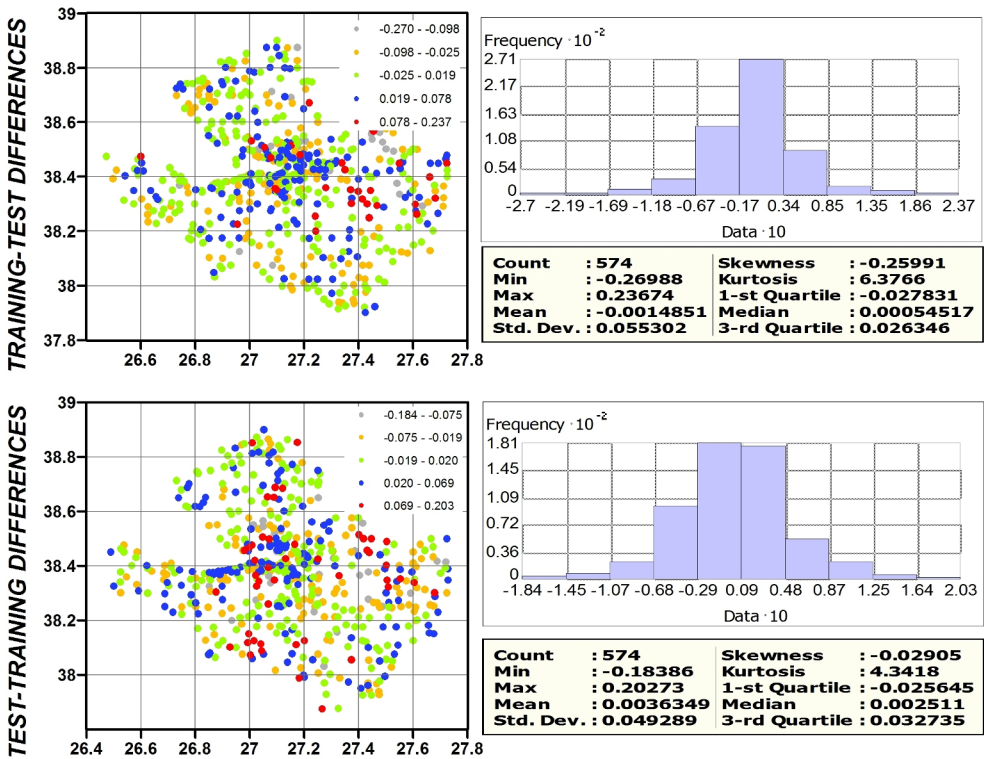 TRAINING-TEST DIFFERENCES
39
38.8
38.6
38.4
38.2
38
37.8
26.6 26.8 27 27.2 27.4 27.6 27.8
-0.270 - -0.098
-0.098 - -0.025
-0.025 - 0.019
0.019 - 0.078
0.078 - 0.237
Frequency · 10⁻²
2.71
2.17
1.63
1.08
0.54
0
-2.7 -2.19 -1.69 -1.18 -0.67 -0.17 0.34 0.85 1.35 1.86 2.37
Data · 10
Count : 574 Skewness : -0.25991
Min : -0.26988 Kurtosis : 6.3766
Max : 0.23674 1-st Quartile : -0.027831
Mean : -0.0014851 Median : 0.00054517
Std. Dev. : 0.055302 3-rd Quartile : 0.026346
TEST-TRAINING DIFFERENCES
39
38.8
38.6
38.4
38.2
38
26.4 26.6 26.8 27 27.2 27.4 27.6 27.8
-0.184 - -0.075
-0.075 - -0.019
-0.019 - 0.020
0.020 - 0.069
0.069 - 0.203
Frequency · 10⁻²
1.81
1.45
1.09
0.72
0.36
0
-1.84 -1.45 -1.07 -0.68 -0.29 0.09 0.48 0.87 1.25 1.64 2.03
Data · 10
Count : 574 Skewness : -0.02905
Min : -0.18386 Kurtosis : 4.3418
Max : 0.20273 1-st Quartile : -0.025645
Mean : 0.0036349 Median : 0.002511
Std. Dev. : 0.049289 3-rd Quartile : 0.032735